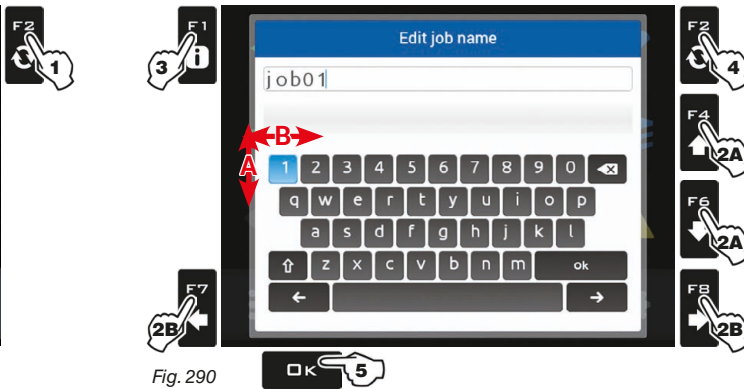 F2
1
F1
3
Edit job name
job01
B
A
1 2 3 4 5 6 7 8 9 0
q w e r t y u i o p
a s d f g h j k l
z x c v b n m ok
F2
4
F4
2A
F6
2A
F7
2B
F8
2B
OK 5
Fig. 290